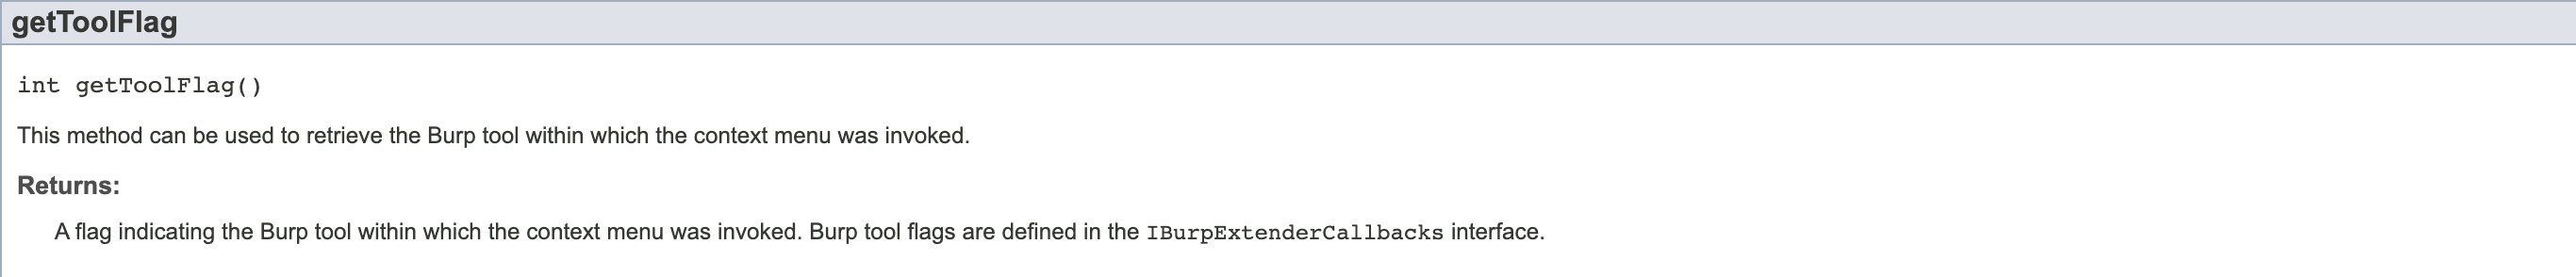 getToolFlag
int getToolFlag()
This method can be used to retrieve the Burp tool within which the context menu was invoked.
Returns:
A flag indicating the Burp tool within which the context menu was invoked. Burp tool flags are defined in the IBurpExtenderCallbacks interface.